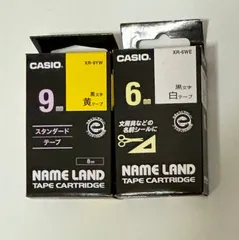 CASIO
XR-9YW
9mm
黒文字
黄テープ
スタンダード
テープ
8m
NAME LAND
TAPE CARTRIDGE
XR-6WE
CASIO
6mm
黒文字
白テープ
文房具などの
名前シールに
NAME LAND
TAPE CARTRIDGE